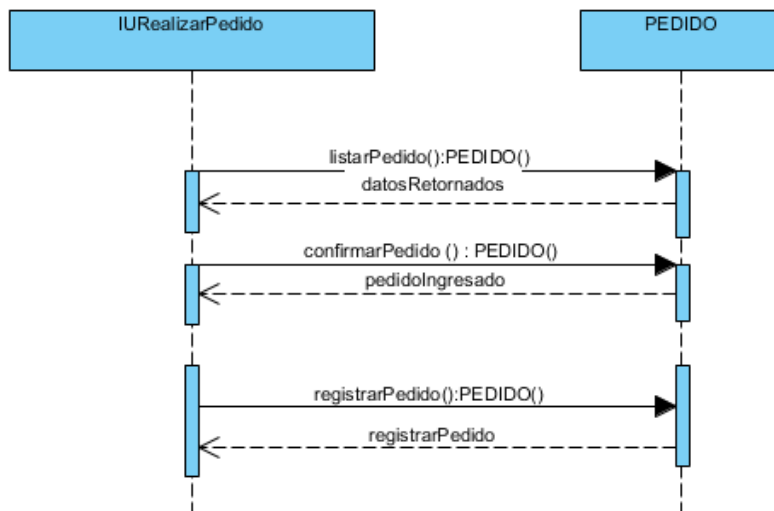 IURealizarPedido
PEDIDO
listarPedido():PEDIDO()
datosRetornados
confirmarPedido () : PEDIDO()
pedidoIngresado
registrarPedido():PEDIDO()
registrarPedido